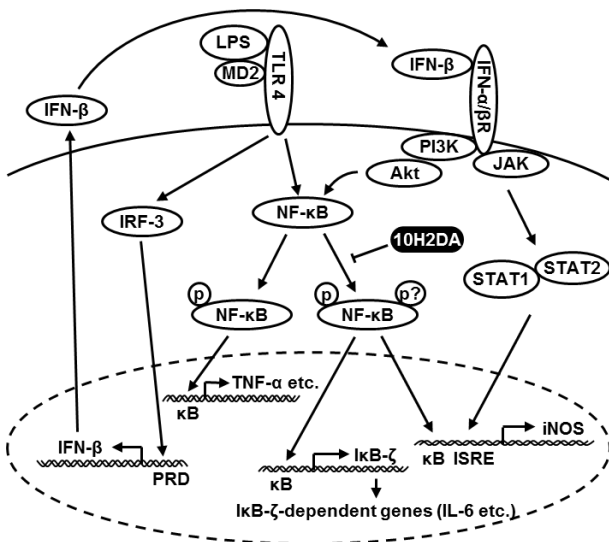 LPS
MD2
TLR 4
IFN-β
IFN-α/βR
IFN-β
PI3K
JAK
Akt
IRF-3
NF-κB
10H2DA
STAT1
STAT2
p
NF-κB
p
p?
NF-κB
TNF-α etc.
κB
IFN-β
PRD
IκB-ζ
κB
iNOS
κB ISRE
IκB-ζ-dependent genes (IL-6 etc.)